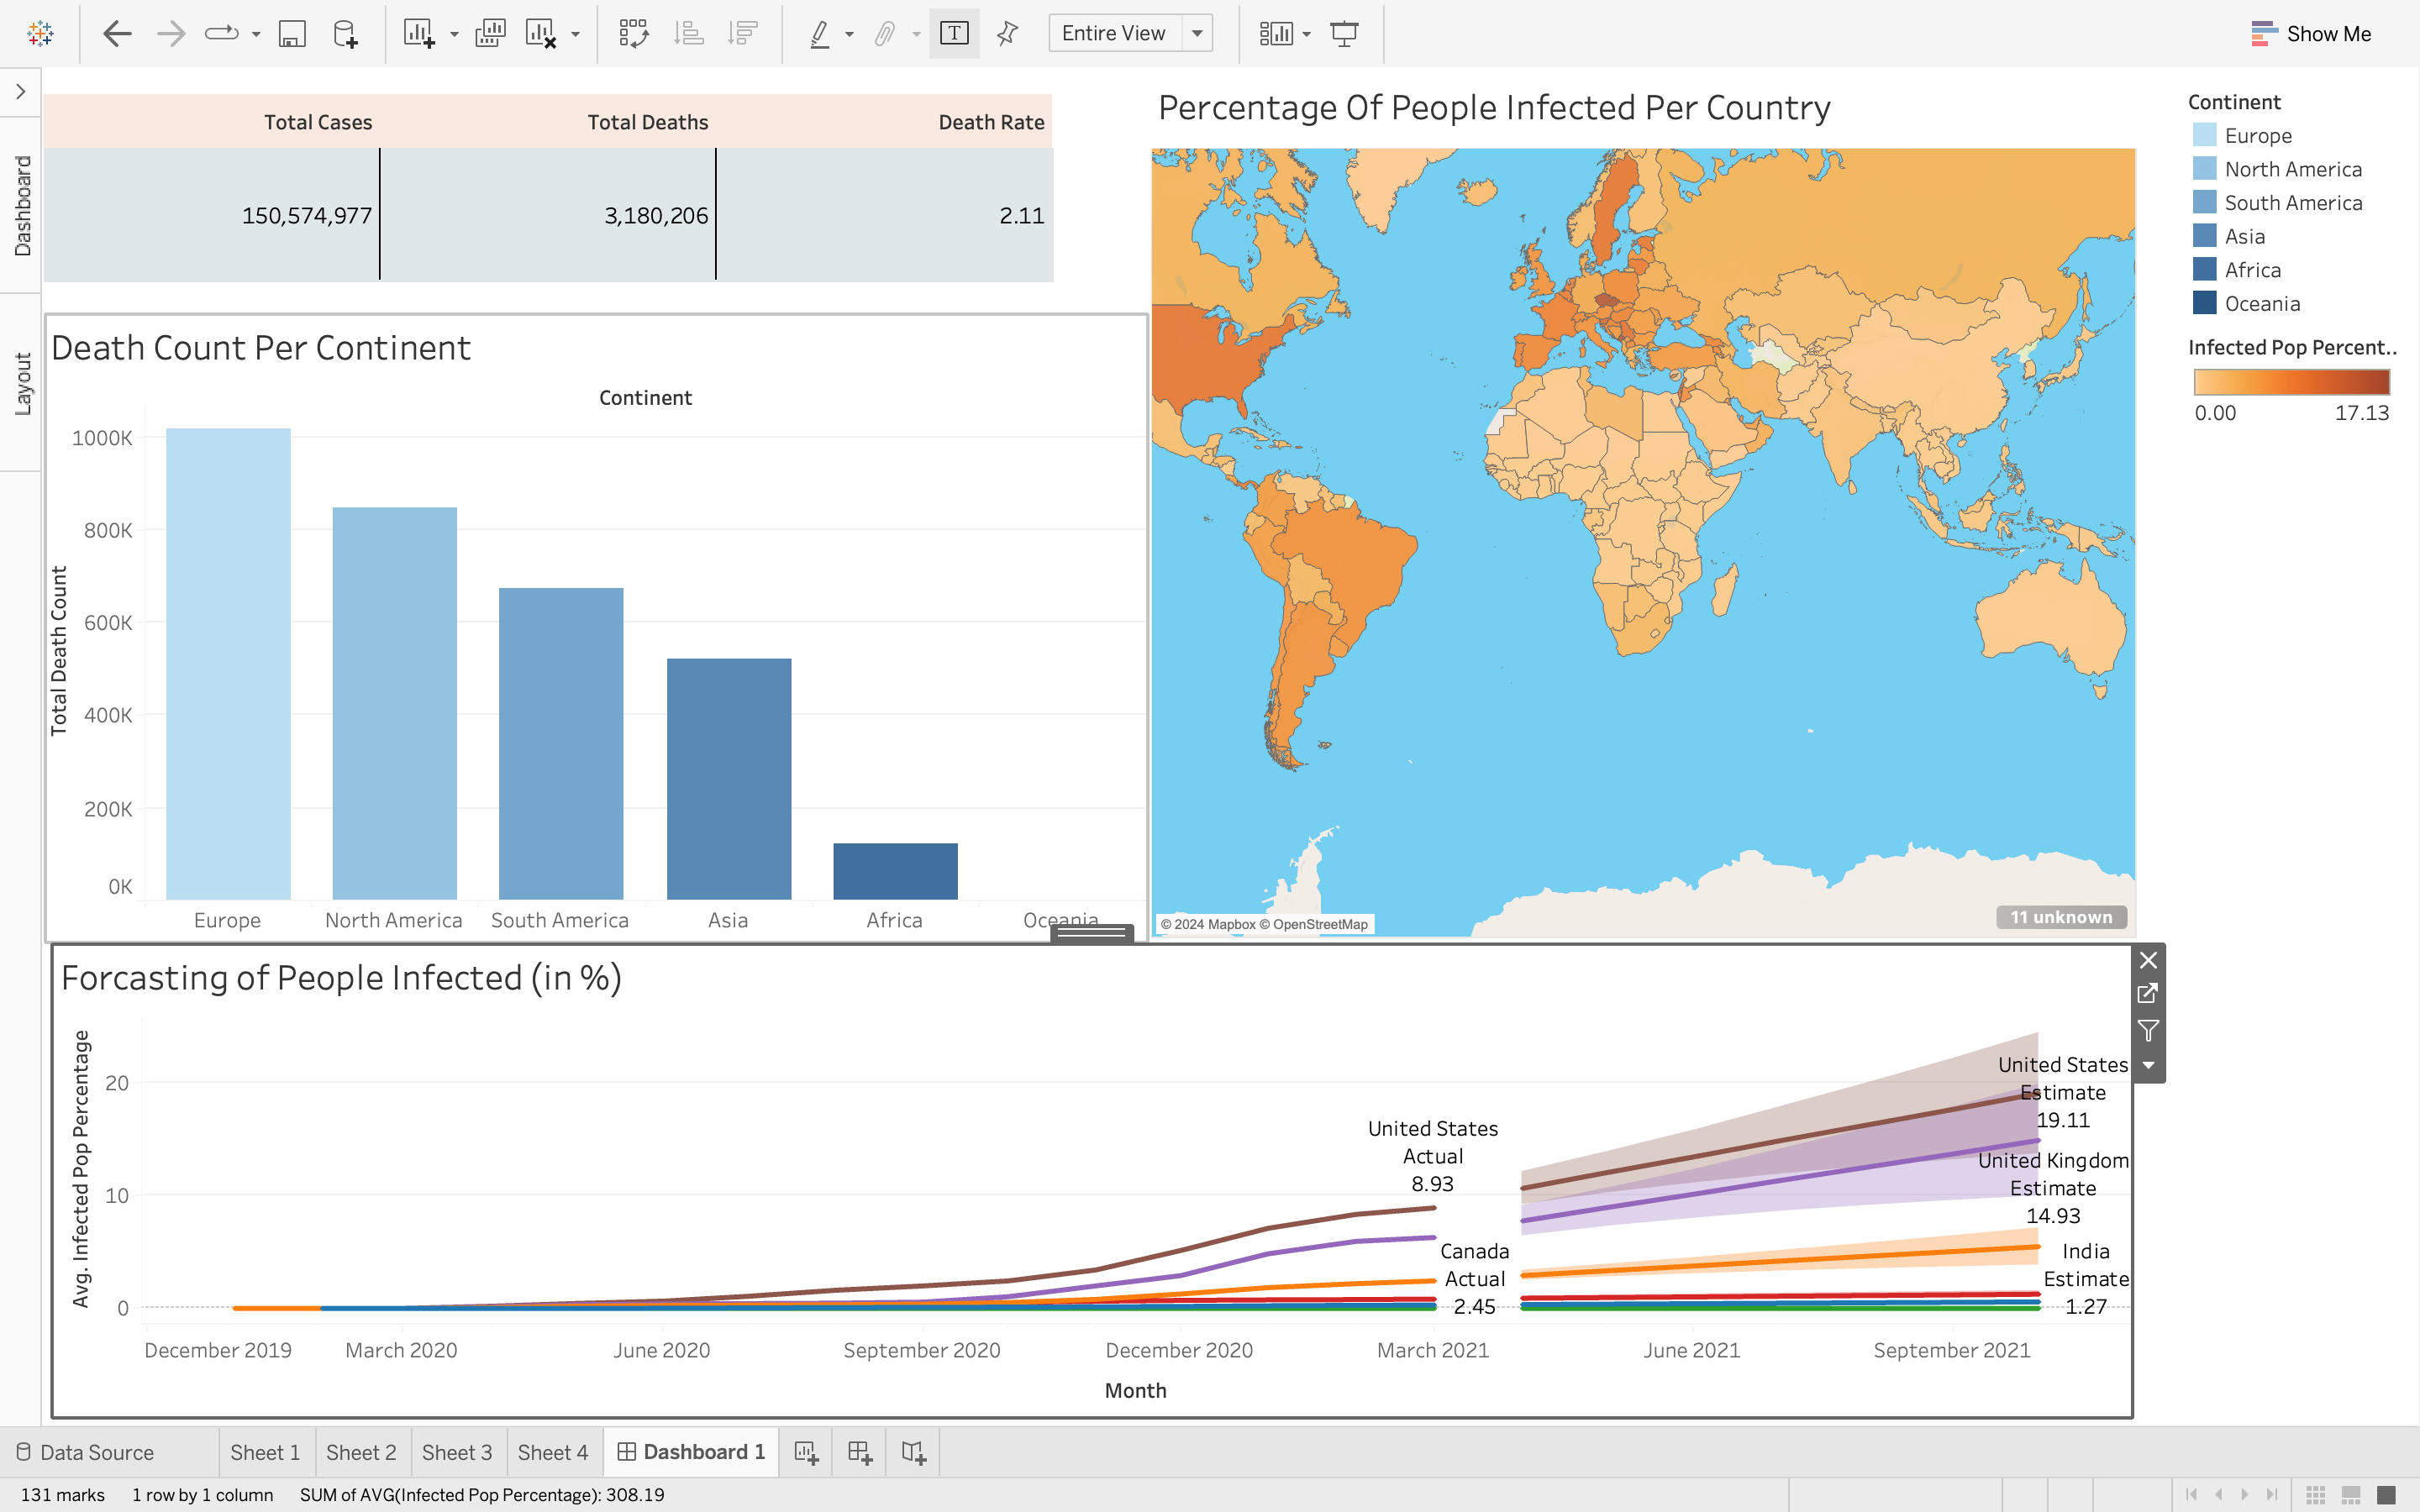 T
Entire View
Show Me
Dashboard
Layout
Total Cases
Total Deaths
Death Rate
150,574,977
3,180,206
2.11
Death Count Per Continent
Continent
Total Death Count
1000K
800K
600K
400K
200K
0K
Europe
North America
South America
Asia
Africa
Oceania
Percentage Of People Infected Per Country
© 2024 Mapbox © OpenStreetMap
11 unknown
Continent
Europe
North America
South America
Asia
Africa
Oceania
Infected Pop Percent..
0.00
17.13
Forcasting of People Infected (in %)
Avg. Infected Pop Percentage
20
10
0
United States
Actual
8.93
Canada
Actual
2.45
United States
Estimate
19.11
United Kingdom
Estimate
14.93
India
Estimate
1.27
December 2019
March 2020
June 2020
September 2020
December 2020
March 2021
June 2021
September 2021
Month
Data Source
Sheet 1
Sheet 2
Sheet 3
Sheet 4
Dashboard 1
131 marks
1 row by 1 column
SUM of AVG(Infected Pop Percentage): 308.19